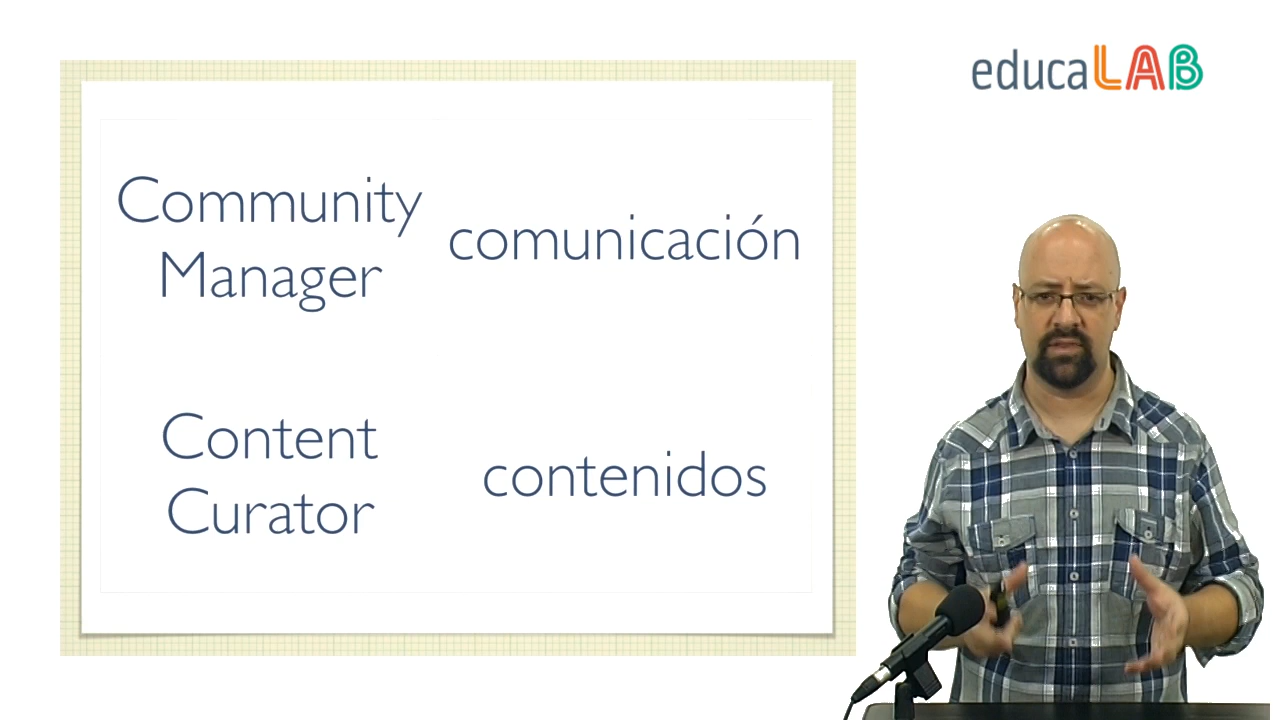 educaLAB
Community
Manager
comunicación
Content
Curator
contenidos